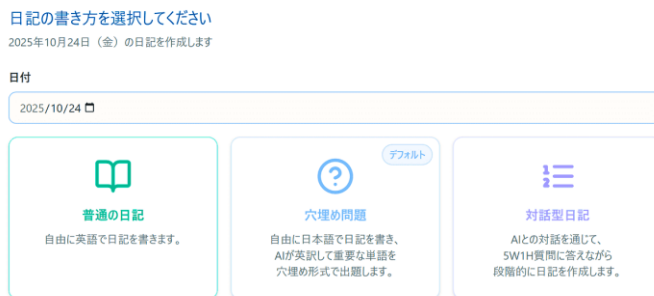 日記の書き方を選択してください
2025年10月24日（金）の日記を作成します
日付
2025/10/24
普通の日記
自由に英語で日記を書きます。
デフォルト
穴埋め問題
自由に日本語で日記を書き、
AIが英訳して重要な単語を
穴埋め形式で出題します。
対話型日記
AIとの対話を通じて、
5W1H質問に答えながら
段階的に日記を作成します。